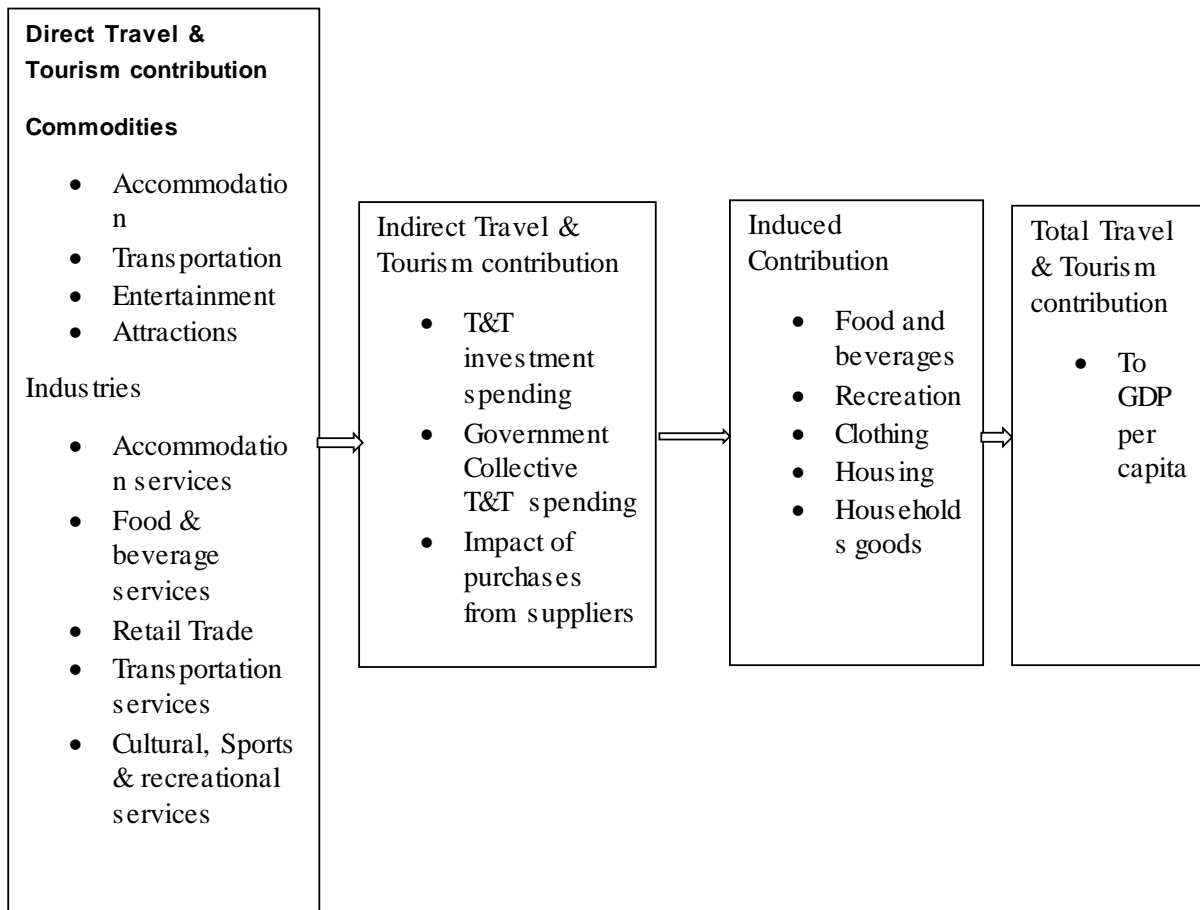 Direct Travel &
Tourism contribution
Commodities
• Accommodatio
n
• Transportation
• Entertainment
• Attractions
Industries
• Accommodatio
n services
• Food &
beverage
services
• Retail Trade
• Transportation
services
• Cultural, Sports
& recreational
services
Indirect Travel &
Tourism contribution
• T&T
investment
spending
• Government
Collective
T&T spending
• Impact of
purchases
from suppliers
Induced
Contribution
• Food and
beverages
• Recreation
• Clothing
• Housing
• Household
s goods
Total Travel
& Tourism
contribution
• To
GDP
per
capita